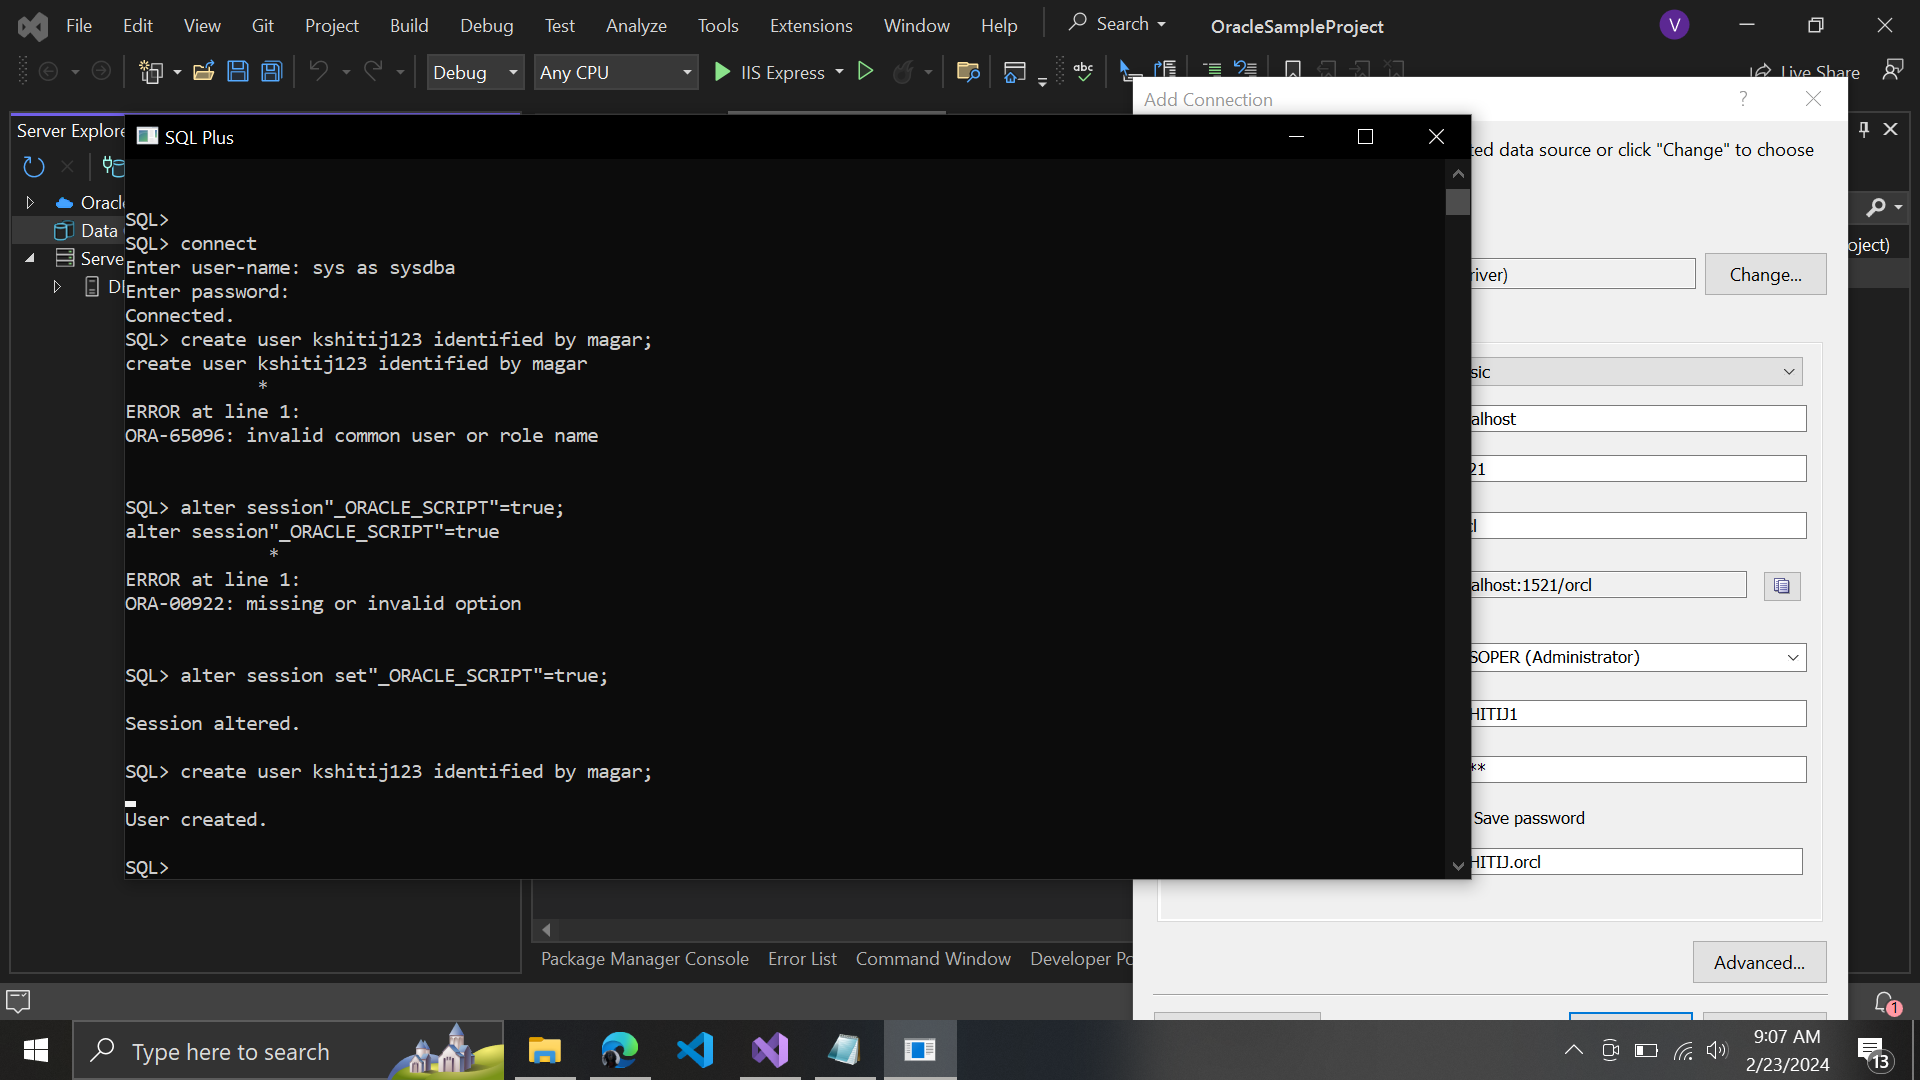 File Edit View Git Project Build Debug Test Analyze Tools Extensions Window Help Search OracleSampleProject V
Debug Any CPU IIS Express abc Live Share
Add Connection ?
Server Explore
SQL Plus
ted data source or click "Change" to choose
Oracle
Data
Serve
SQL>
SQL> connect
Enter user-name: sys as sysdba
Enter password:
Connected.
SQL> create user kshitij123 identified by magar;
create user kshitij123 identified by magar
*
ERROR at line 1:
ORA-65096: invalid common user or role name
SQL> alter session"_ORACLE_SCRIPT"=true;
alter session"_ORACLE_SCRIPT"=true
*
ERROR at line 1:
ORA-00922: missing or invalid option
SQL> alter session set"_ORACLE_SCRIPT"=true;
Session altered.
SQL> create user kshitij123 identified by magar;
User created.
SQL>
oject)
river)
Change...
sic
alhost
21
cl
alhost:1521/orcl
SOPER (Administrator)
HITIJ1
**
Save password
HITIJ.orcl
Advanced...
Package Manager Console Error List Command Window Developer Po
1
Type here to search
9:07 AM
2/23/2024
13